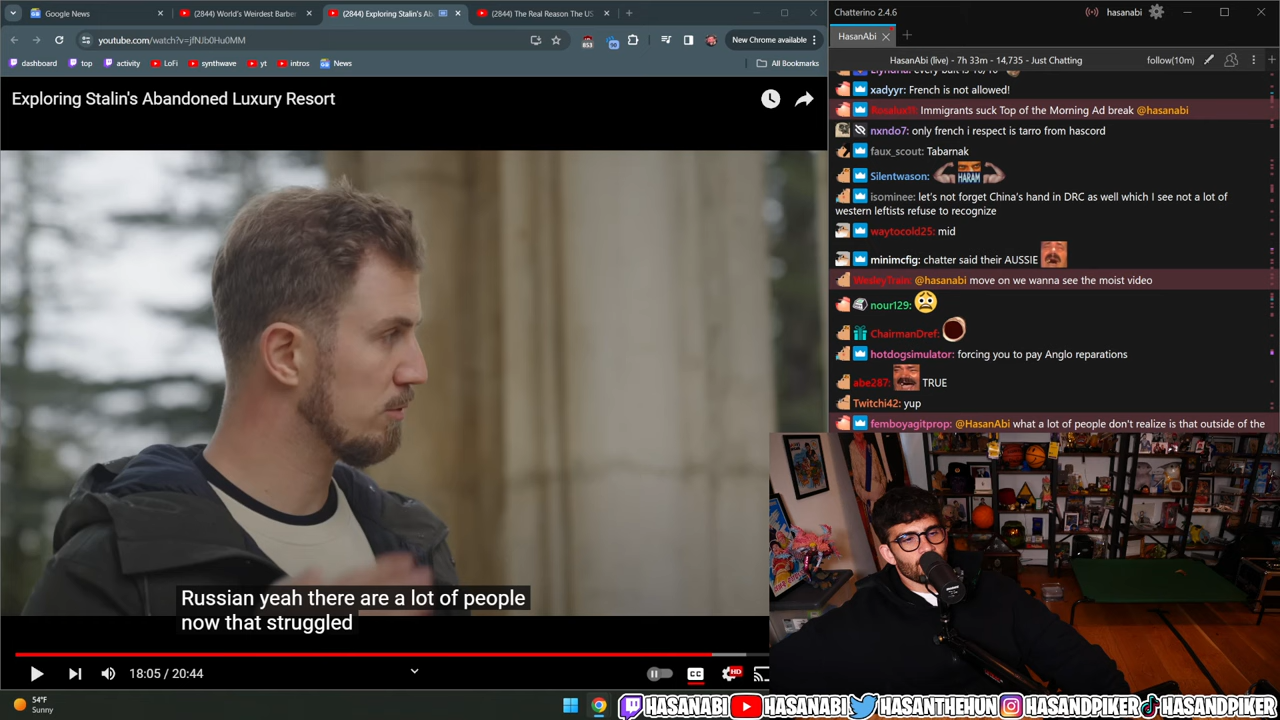 Google News
(2844) World's Weirdest Barbe
(2844) Exploring Stalin's Ab
(2844) The Real Reason The US
youtube.com/watch?v=jfNJb0Hu0MM
853
New Chrome available
dashboard
top
activity
LoFi
synthwave
yt
intros
News
All Bookmarks
Exploring Stalin's Abandoned Luxury Resort
Russian yeah there are a lot of people
now that struggled
18:05 / 20:44
CC
HD
54°F
Sunny
Chatterino 2.4.6
hasanabi
HasanAbi
HasanAbi (live) - 7h 33m - 14,735 - Just Chatting
follow(10m)
xadyyr: French is not allowed!
Immigrants suck Top of the Morning Ad break @hasanabi
nxndo7: only french i respect is tarro from hascord
faux_scout: Tabarnak
Silentwason: HARAM
isominee: let's not forget China's hand in DRC as well which I see not a lot of
western leftists refuse to recognize
waytocold25: mid
minimcfig: chatter said their AUSSIE
WesleyTrain: @hasanabi move on we wanna see the moist video
nour129:
ChairmanDref:
hotdogsimulator: forcing you to pay Anglo reparations
abe287: TRUE
Twitchi42: yup
femboyagitprop: @HasanAbi what a lot of people don't realize is that outside of the
HASANABI
HASANABI
HASANTHEHUN
HASANDPIKER
HASANDPIKER